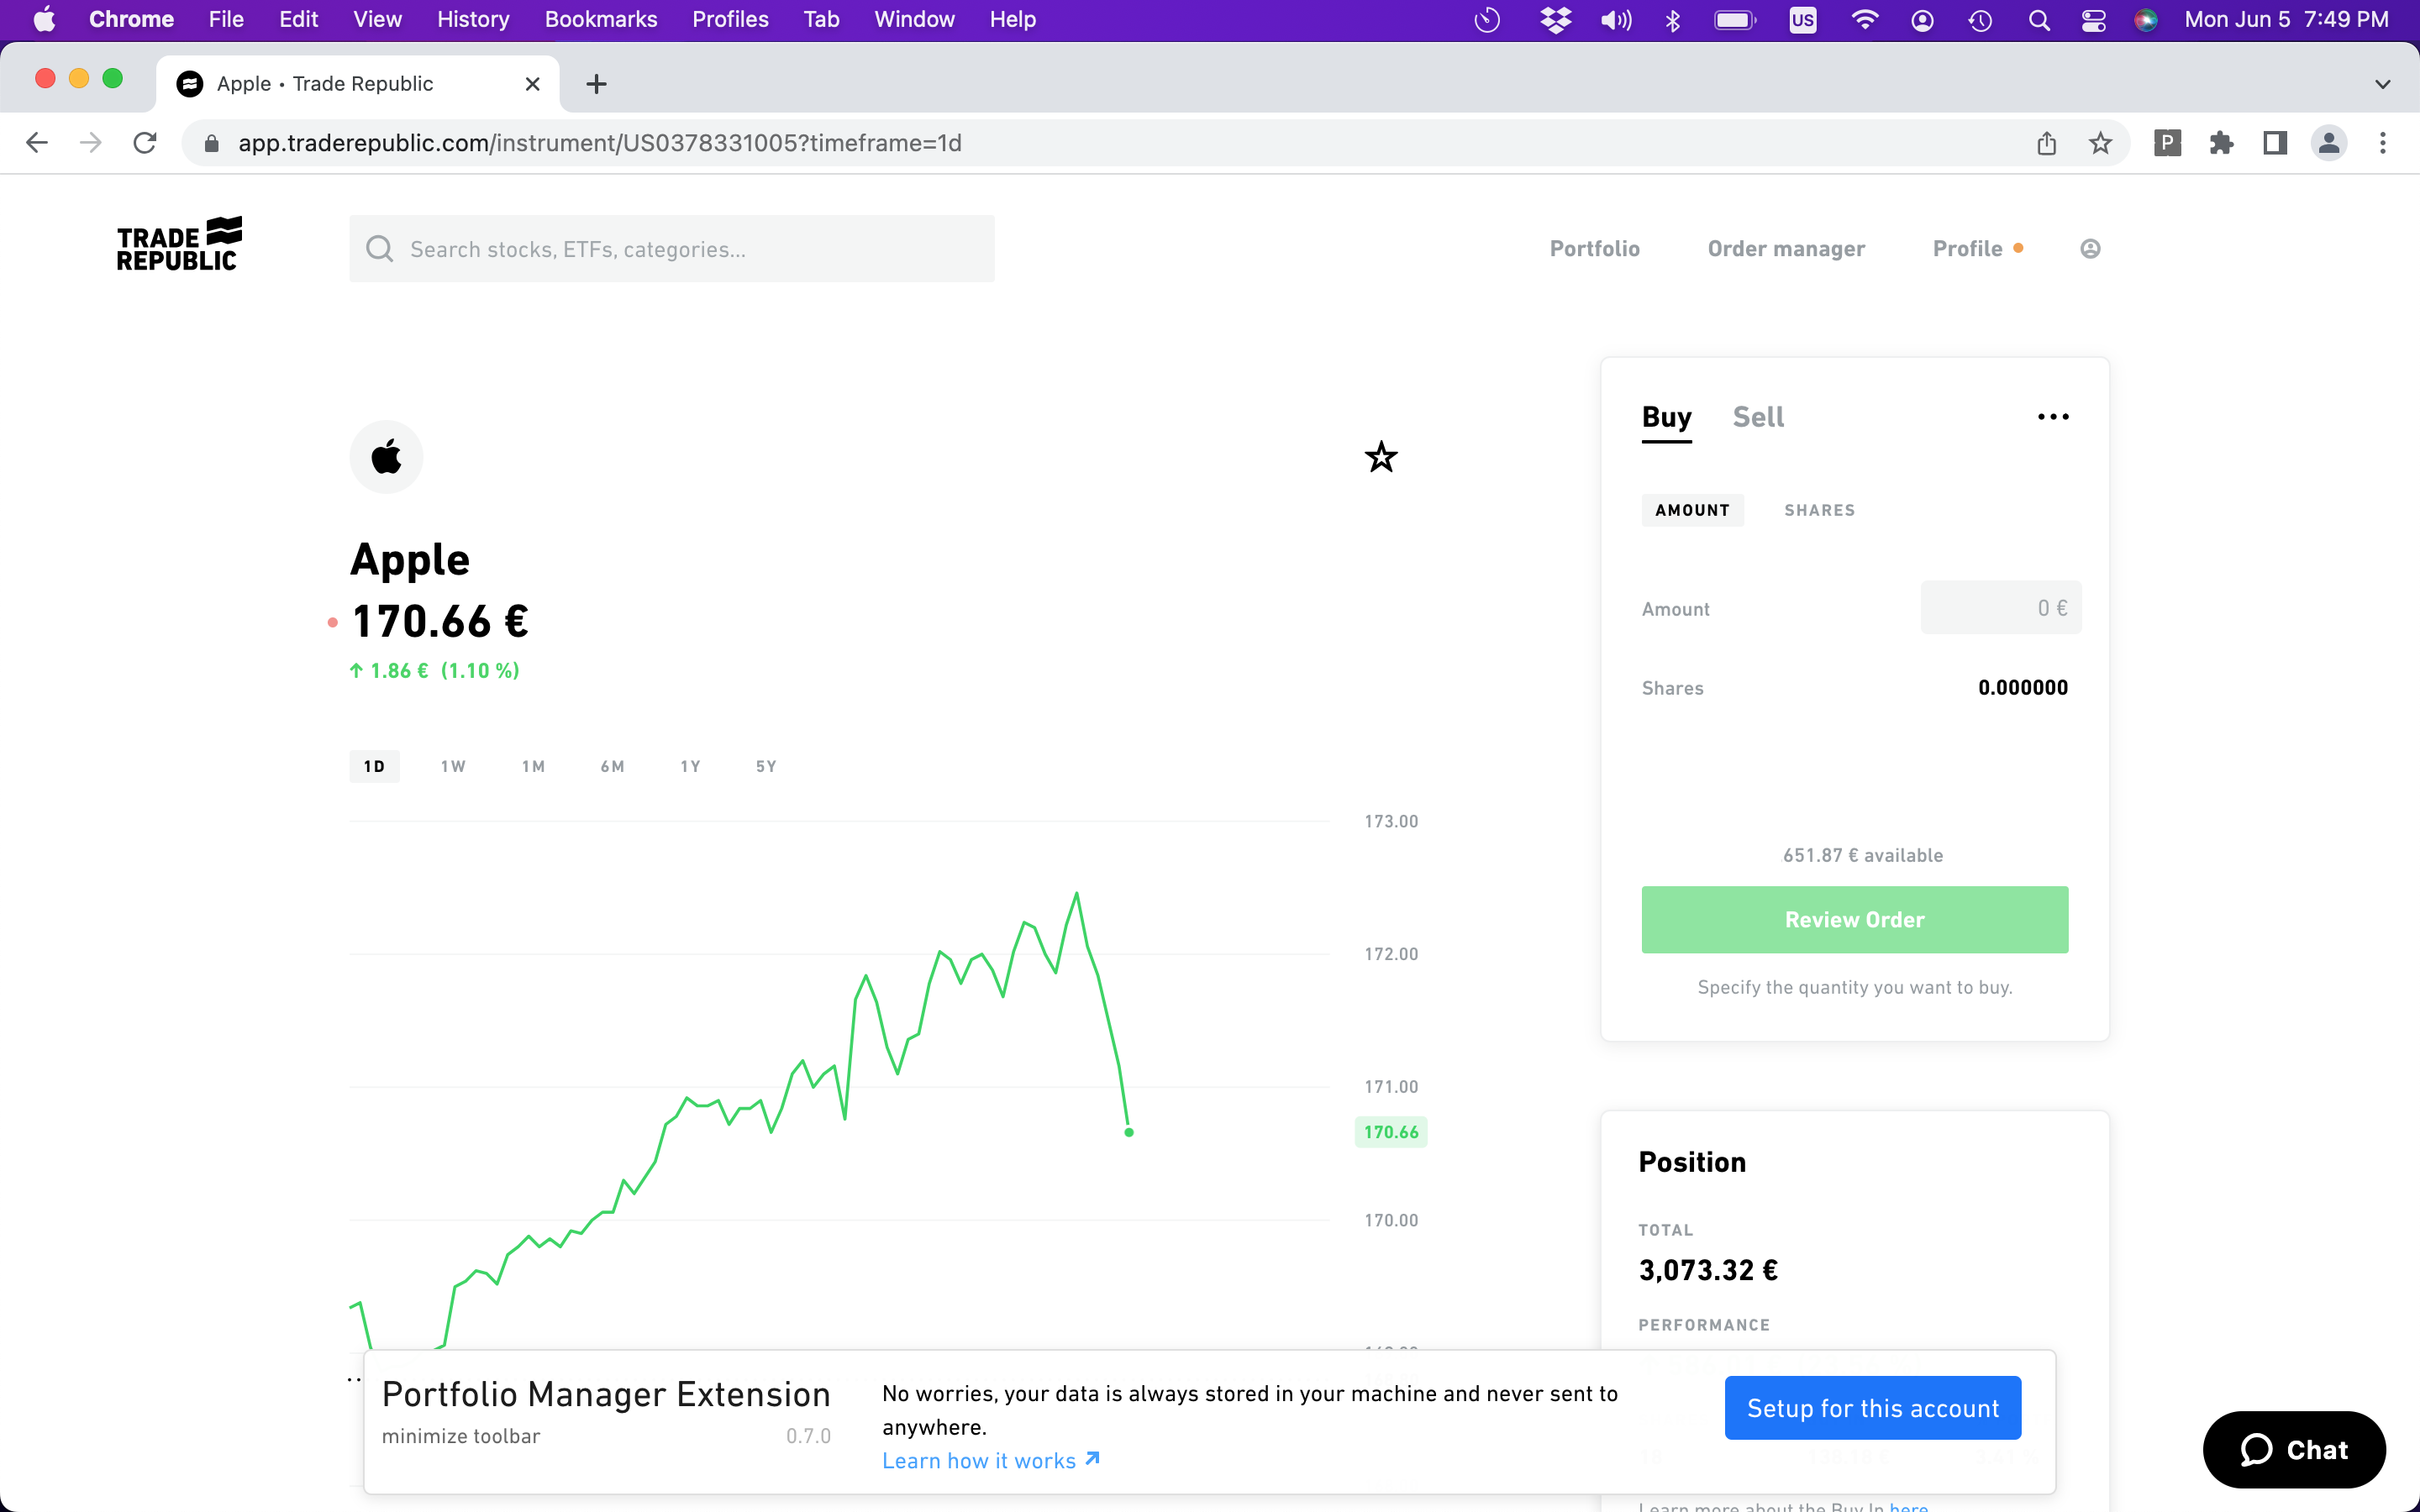 Chrome File Edit View History Bookmarks Profiles Tab Window Help US Mon Jun 5 7:49 PM
Apple • Trade Republic
app.traderepublic.com/instrument/US0378331005?timeframe=1d
P
TRADE
REPUBLIC
Search stocks, ETFs, categories...
Portfolio Order manager Profile
Buy Sell
AMOUNT SHARES
Amount 0 €
Shares 0.000000
651.87 € available
Review Order
Specify the quantity you want to buy.
Apple
170.66 €
↑ 1.86 € (1.10 %)
1D 1W 1M 6M 1Y 5Y
173.00
172.00
171.00
170.66
170.00
Position
TOTAL
3,073.32 €
PERFORMANCE
Portfolio Manager Extension
minimize toolbar 0.7.0
No worries, your data is always stored in your machine and never sent to
anywhere.
Learn how it works
Setup for this account
Chat
Learn more about the Buy In here